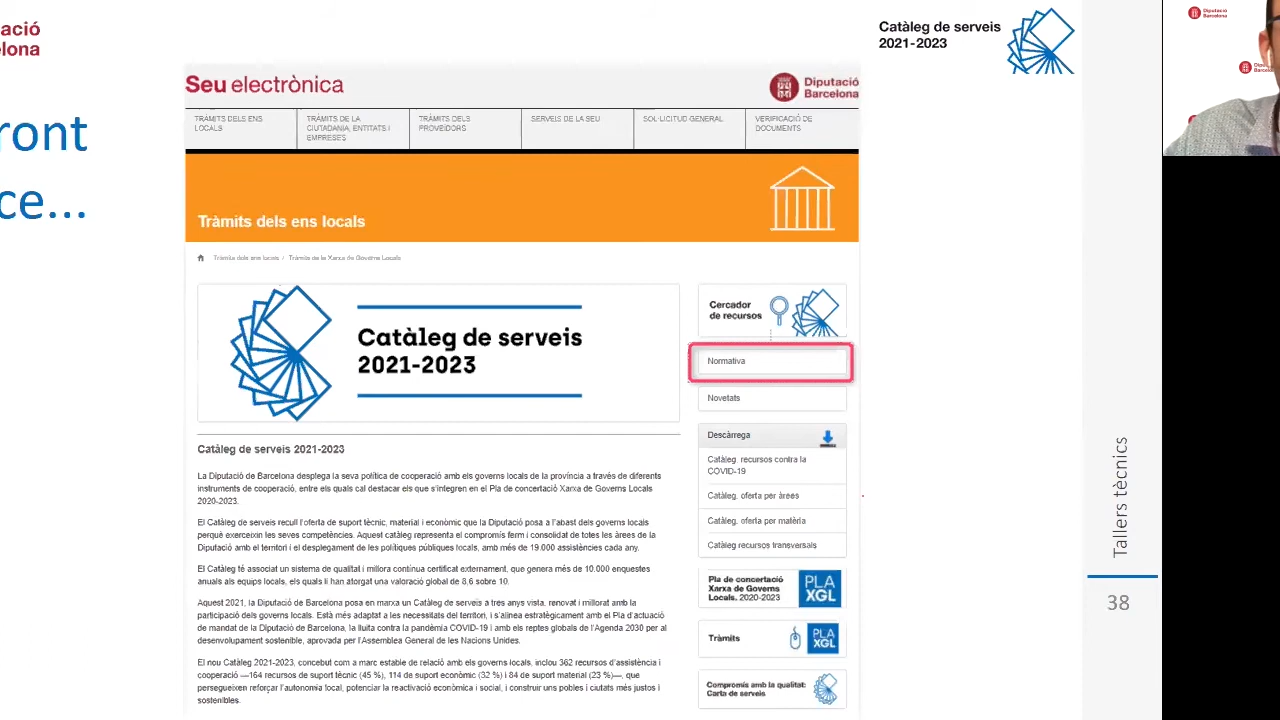 ació
elona
ront
ce...
Catàleg de serveis
2021-2023
Seu electrònica
Diputació
Barcelona
TRÀMITS DELS ENS
LOCALS
TRÀMITS DE LA
CIUTADANIA, ENTITATS I
EMPRESES
TRÀMITS DELS
PROVEÏDORS
SERVEIS DE LA SEU
SOL·LICITUD GENERAL
VERIFICACIÓ DE
DOCUMENTS
Tràmits dels ens locals
Tràmits dels ens locals / Tràmits de la Xarxa de Governs Locals
Catàleg de serveis
2021-2023
Cercador
de recursos
Normativa
Novetats
Descàrrega
Catàleg. recursos contra la
COVID-19
Catàleg. oferta per àrees
Catàleg. oferta per matèria
Catàleg recursos transversals
Pla de concertació
Xarxa de Governs
Locals. 2020-2023
PLA
XGL
Tràmits
PLA
XGL
Compromís amb la qualitat:
Carta de serveis
Catàleg de serveis 2021-2023
La Diputació de Barcelona desplega la seva política de cooperació amb els governs locals de la província a través de diferents
instruments de cooperació, entre els quals cal destacar els que s'integren en el Pla de concertació Xarxa de Governs Locals
2020-2023.
El Catàleg de serveis recull l'oferta de suport tècnic, material i econòmic que la Diputació posa a l'abast dels governs locals
perquè exerceixin les seves competències. Aquest catàleg representa el compromís ferm i consolidat de totes les àrees de la
Diputació amb el territori i el desplegament de les polítiques públiques locals, amb més de 19.000 assistències cada any.
El Catàleg té associat un sistema de qualitat i millora contínua certificat externament, que genera més de 10.000 enquestes
anuals als equips locals, els quals li han atorgat una valoració global de 8,6 sobre 10.
Aquest 2021, la Diputació de Barcelona posa en marxa un Catàleg de serveis a tres anys vista, renovat i millorat amb la
participació dels governs locals. Està més adaptat a les necessitats del territori, i s'alinea estratègicament amb el Pla d'actuació
de mandat de la Diputació de Barcelona, la lluita contra la pandèmia COVID-19 i amb els reptes globals de l'Agenda 2030 per al
desenvolupament sostenible, aprovada per l'Assemblea General de les Nacions Unides.
El nou Catàleg 2021-2023, concebut com a marc estable de relació amb els governs locals, inclou 362 recursos d'assistència i
cooperació —164 recursos de suport tècnic (45 %), 114 de suport econòmic (32 %) i 84 de suport material (23 %)—, que
persegueixen reforçar l'autonomia local, potenciar la reactivació econòmica i social, i construir uns pobles i ciutats més justos i
sostenibles.
Tallers tècnics
38
Diputació
Barcelona